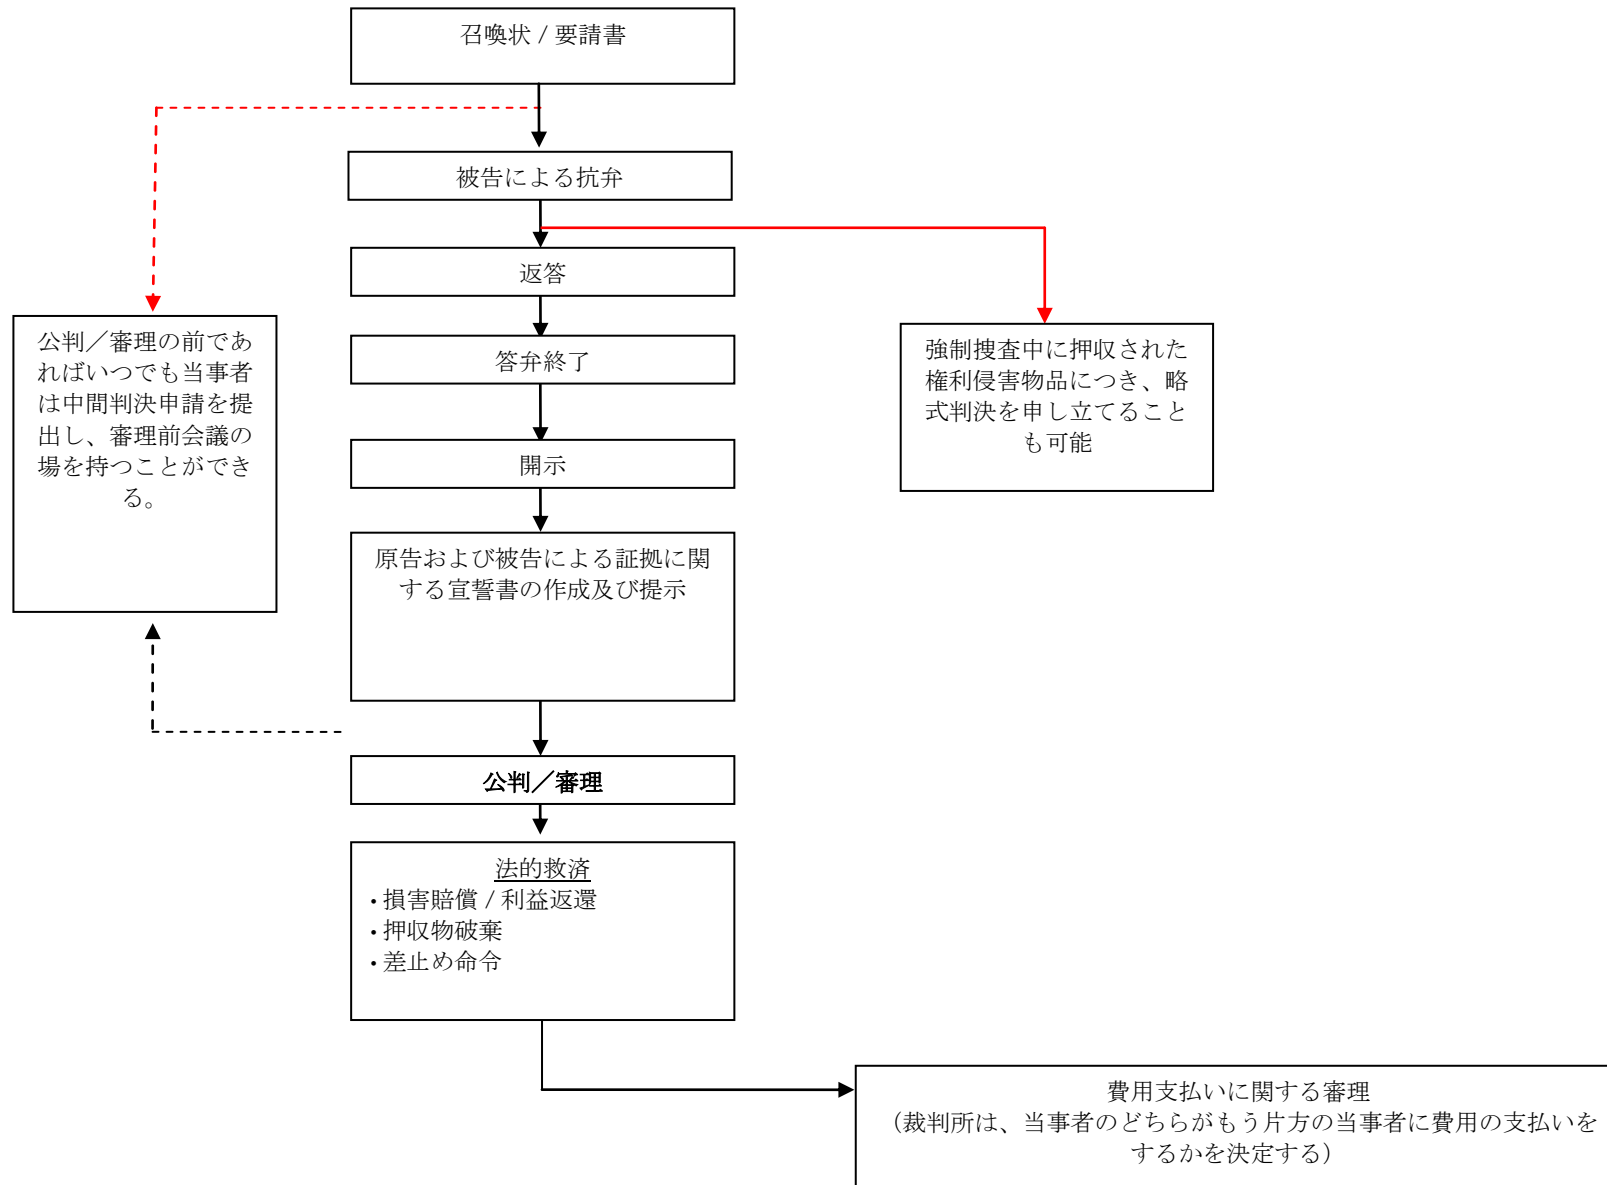 召喚状 / 要請書
被告による抗弁
返答
答弁終了
開示
公判／審理の前であ
ればいつでも当事者
は中間判決申請を提
出し、審理前会議の
場を持つことができ
る。
強制捜査中に押収された
権利侵害物品につき、略
式判決を申し立てること
も可能
原告および被告による証拠に関
する宣誓書の作成及び提示
公判／審理
法的救済
・損害賠償 / 利益返還
・押収物破棄
・差止め命令
費用支払いに関する審理
（裁判所は、当事者のどちらがもう片方の当事者に費用の支払いを
するかを決定する）